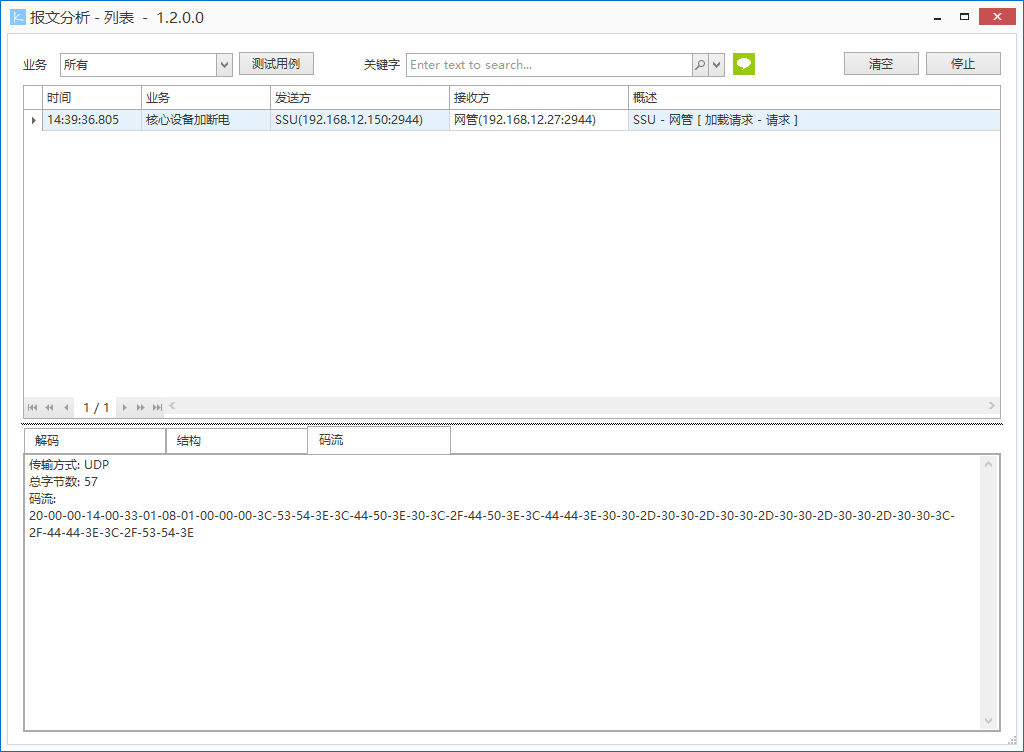 报文分析 - 列表 - 1.2.0.0
业务 所有 测试用例 关键字 Enter text to search... 清空 停止
时间 业务 发送方 接收方 概述
14:39:36.805 核心设备加断电 SSU(192.168.12.150:2944) 网管(192.168.12.27:2944) SSU - 网管 [ 加载请求 - 请求 ]
1 / 1
解码 结构 码流
传输方式: UDP
总字节数: 57
码流:
20-00-00-14-00-33-01-08-01-00-00-00-3C-53-54-3E-3C-44-50-3E-30-3C-2F-44-50-3E-3C-44-44-3E-30-30-2D-30-30-2D-30-30-2D-30-30-2D-30-30-2D-30-30-3C-
2F-44-44-3E-3C-2F-53-54-3E